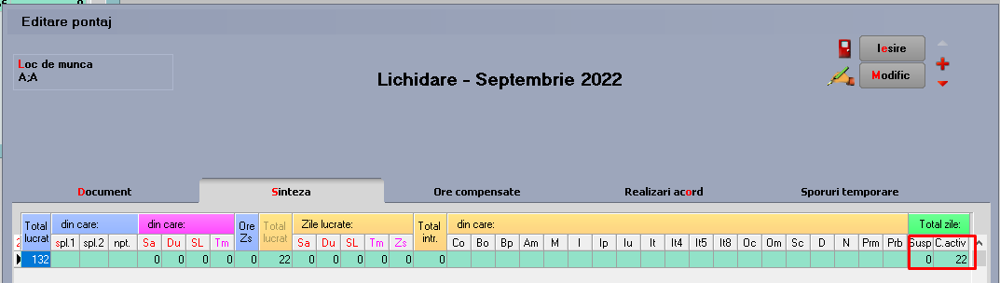 Editare pontaj
Iesire
Loc de munca
A;A
Lichidare - Septembrie 2022
Modific
Document Sinteza Ore compensate Realizari acord Sporuri temporare
Total lucrat din care: din care: Ore Zs Total lucrat Zile lucrate: Total intr. din care: Total zile:
spl.1 spl.2 npt. Sa Du SL Tm Sa Du SL Tm Zs Co Bo Bp Am M I Ip Iu It It4 It5 It8 Oc Om Sc D N Prm Prb Susp C.activ
132 0 0 0 0 22 0 0 0 0 0 0 0 22